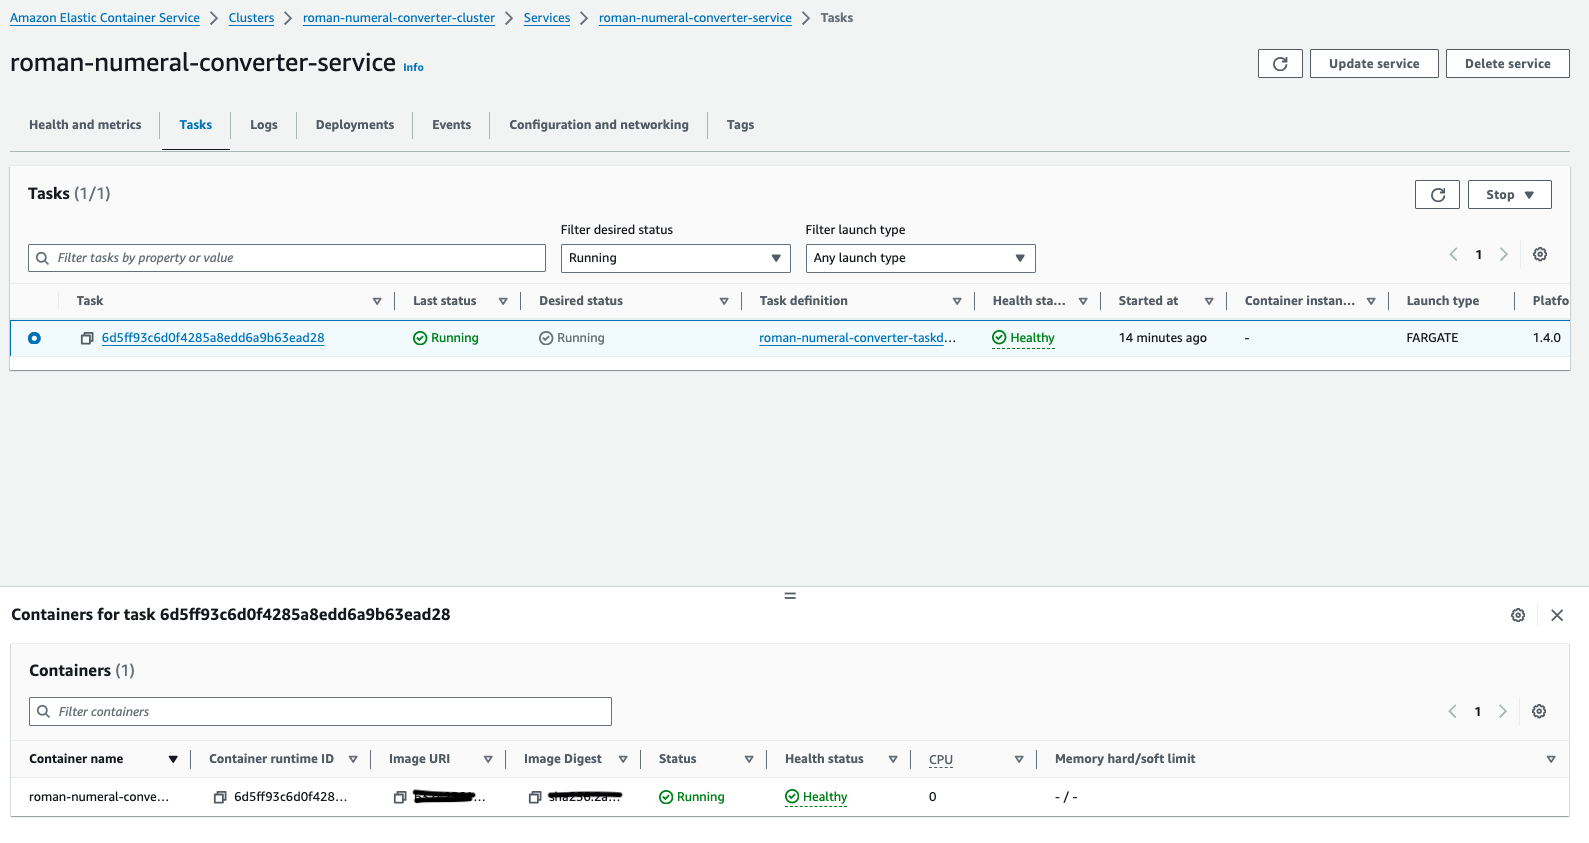 Amazon Elastic Container Service > Clusters > roman-numeral-converter-cluster > Services > roman-numeral-converter-service > Tasks
roman-numeral-converter-service Info
Update service Delete service
Health and metrics Tasks Logs Deployments Events Configuration and networking Tags
Tasks (1/1)
Stop
Filter desired status Filter launch type
Filter tasks by property or value Running Any launch type 1
Task Last status Desired status Task definition Health sta... Started at Container instan... Launch type Platfo
6d5ff93c6d0f4285a8edd6a9b63ead28 Running Running roman-numeral-converter-taskd... Healthy 14 minutes ago - FARGATE 1.4.0
Containers for task 6d5ff93c6d0f4285a8edd6a9b63ead28
Containers (1)
Filter containers 1
Container name Container runtime ID Image URI Image Digest Status Health status CPU Memory hard/soft limit
roman-numeral-conve... 6d5ff93c6d0f428... Running Healthy 0 - / -